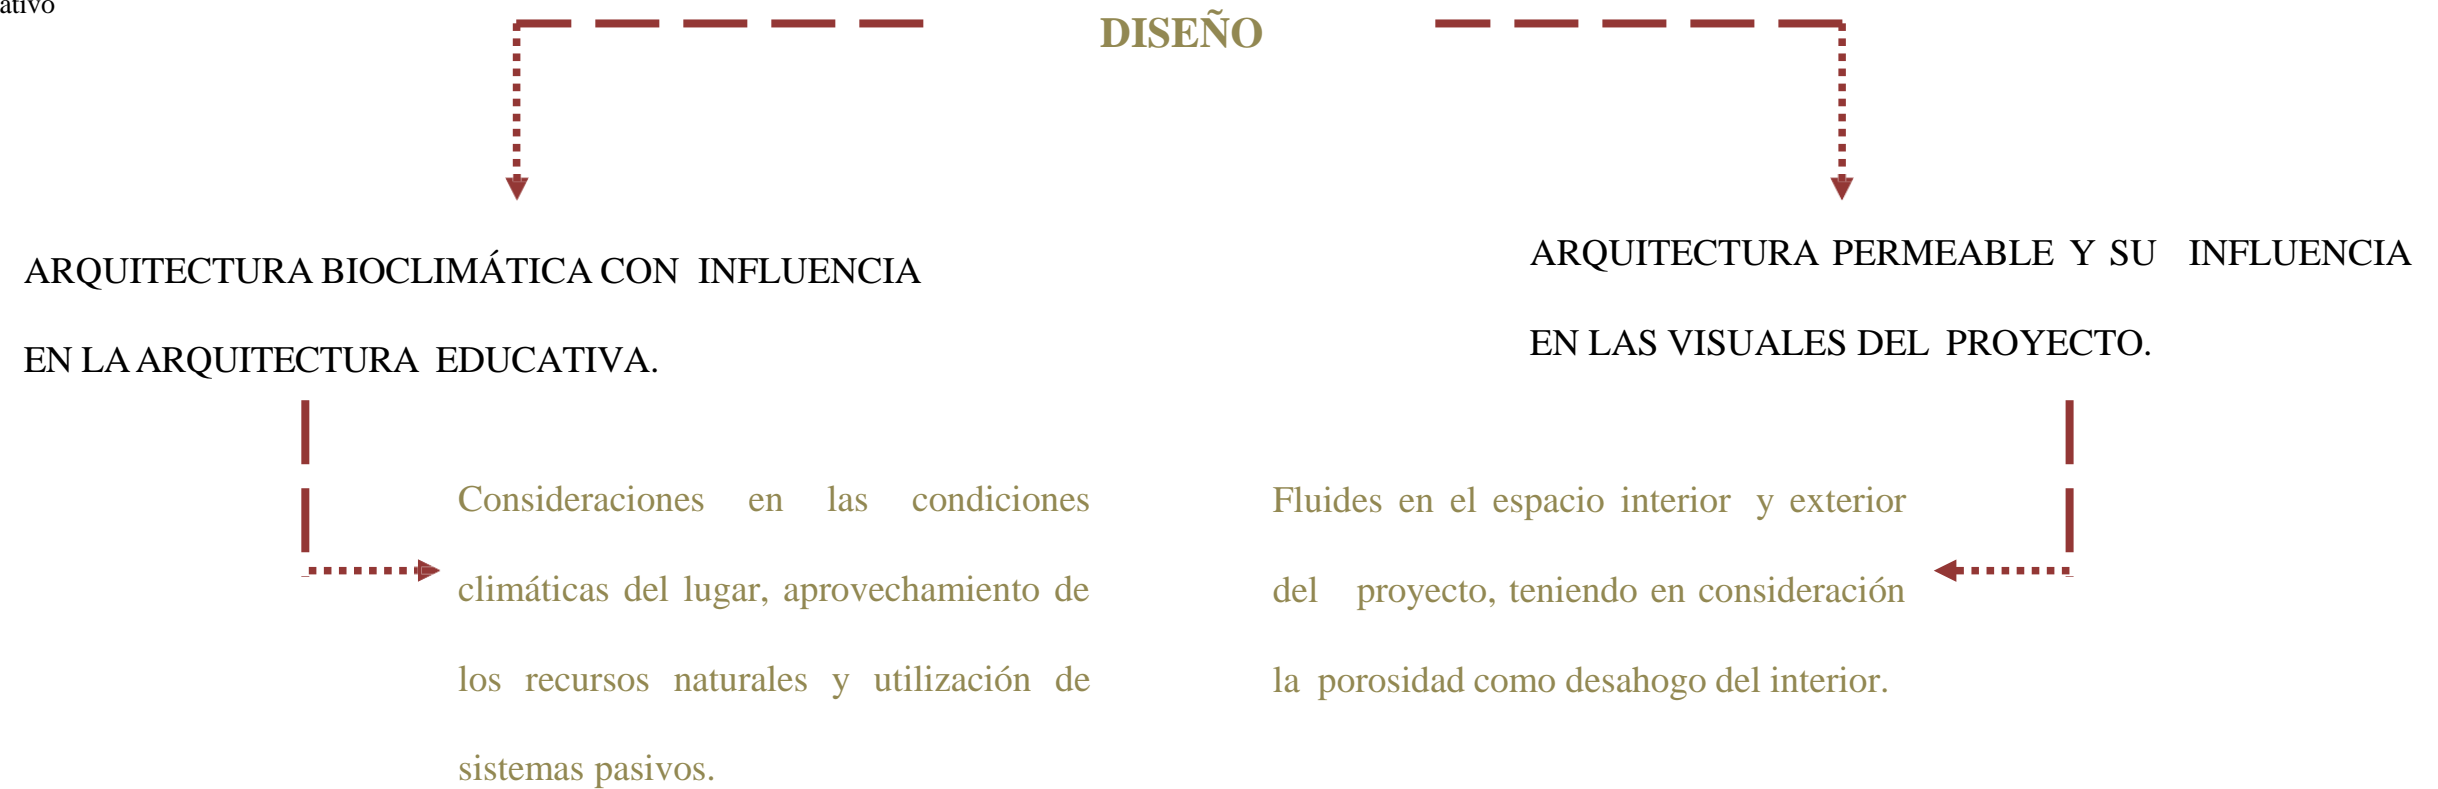 ativo
DISEÑO
ARQUITECTURA BIOCLIMÁTICA CON INFLUENCIA
EN LA ARQUITECTURA EDUCATIVA.
ARQUITECTURA PERMEABLE Y SU INFLUENCIA
EN LAS VISUALES DEL PROYECTO.
Consideraciones en las condiciones
climáticas del lugar, aprovechamiento de
los recursos naturales y utilización de
sistemas pasivos.
Fluides en el espacio interior y exterior
del proyecto, teniendo en consideración
la porosidad como desahogo del interior.